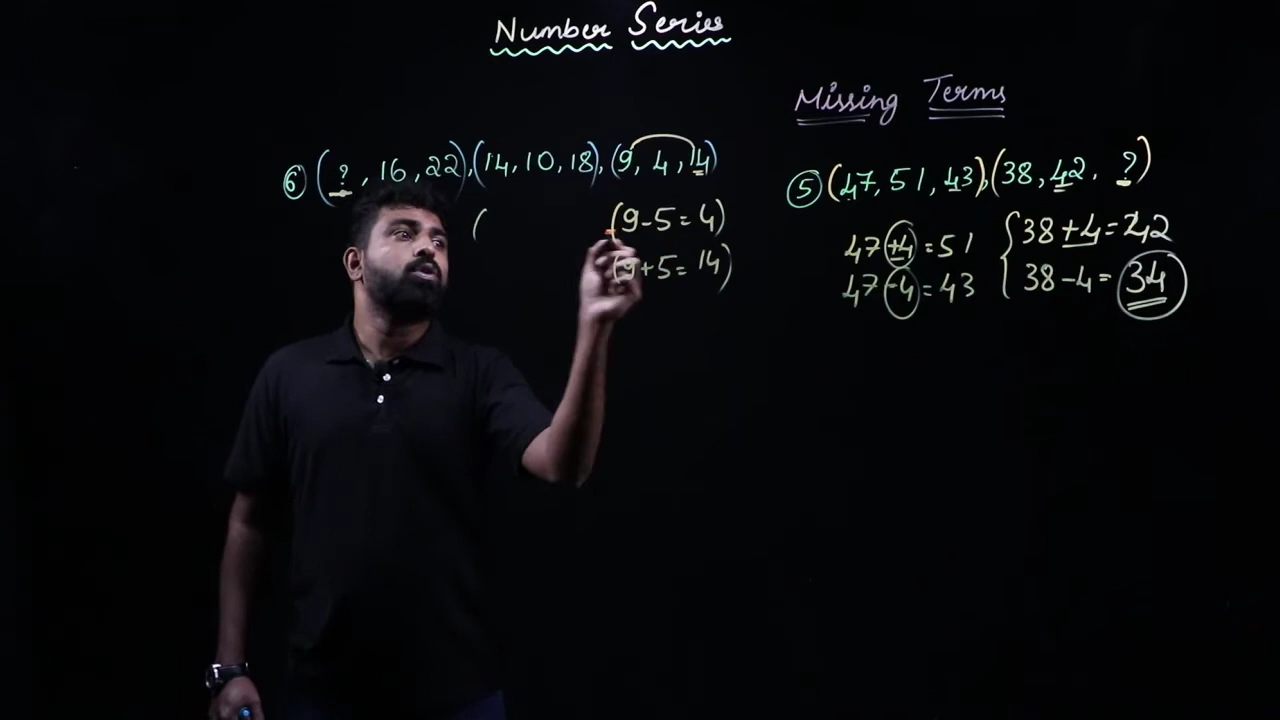 Number Series
Missing Terms
⑥ (?, 16, 22), (14, 10, 18), (9, 4, 14)
(
(9-5=4)
(9+5=14)
⑤ (47, 51, 43), (38, 42, ?)
47+4=51
47-4=43
{38+4=42
38-4=34